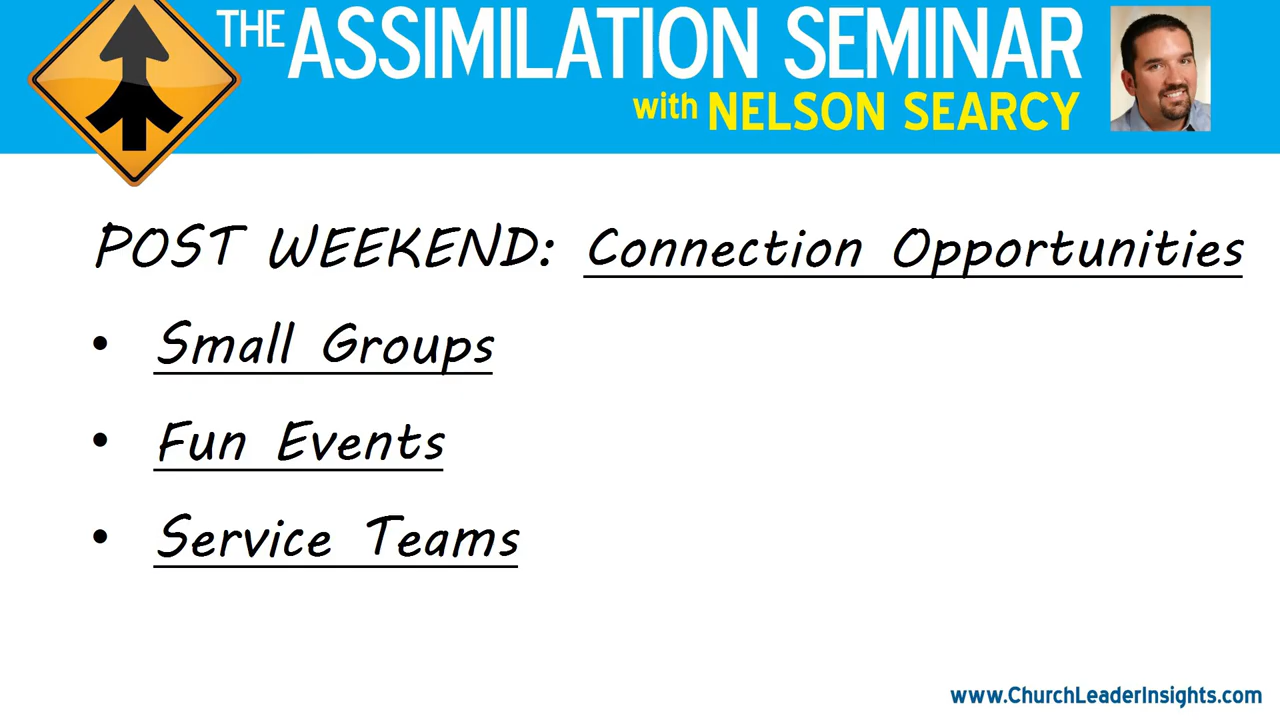 THE ASSIMILATION SEMINAR
with NELSON SEARCY
POST WEEKEND: Connection Opportunities
• Small Groups
• Fun Events
• Service Teams
www.ChurchLeaderInsights.com